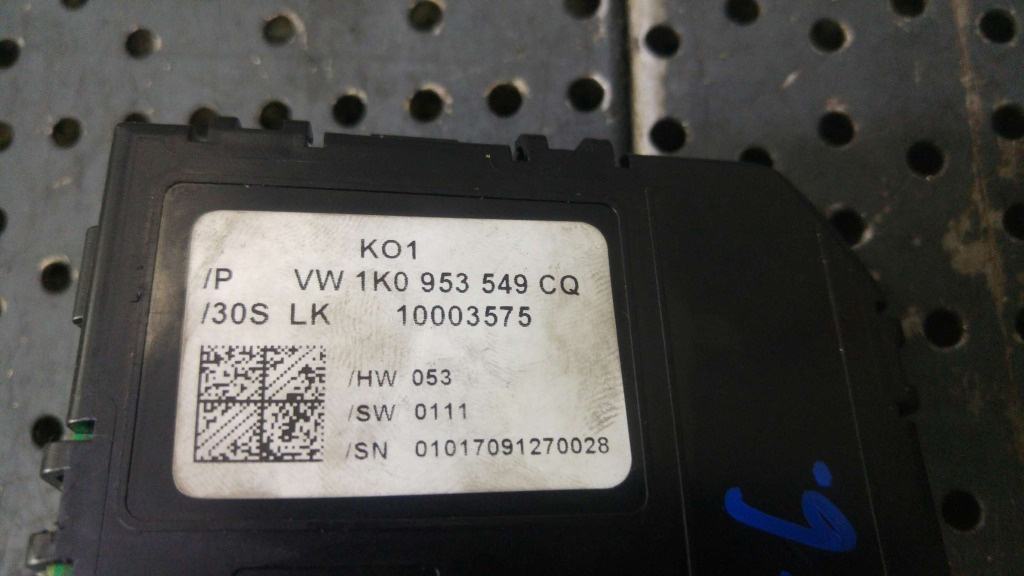 KO1
/P VW 1K0 953 549 CQ
/30S LK 10003575
/HW 053
/SW 0111
/SN 01017091270028